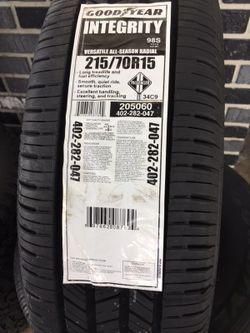 GOODYEAR
INTEGRITY
98S
VERSATILE ALL-SEASON RADIAL
215/70R15
Long treadlife and
fuel efficiency
Smooth, quiet ride,
secure traction
Excellent handling,
steering, and tracking
34C9
205060
402-282-047
402-282-047
402-282-047